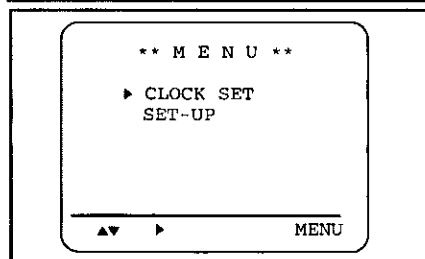 ** M E N U **
▶ CLOCK SET
SET-UP
▲▼ ▶ MENU